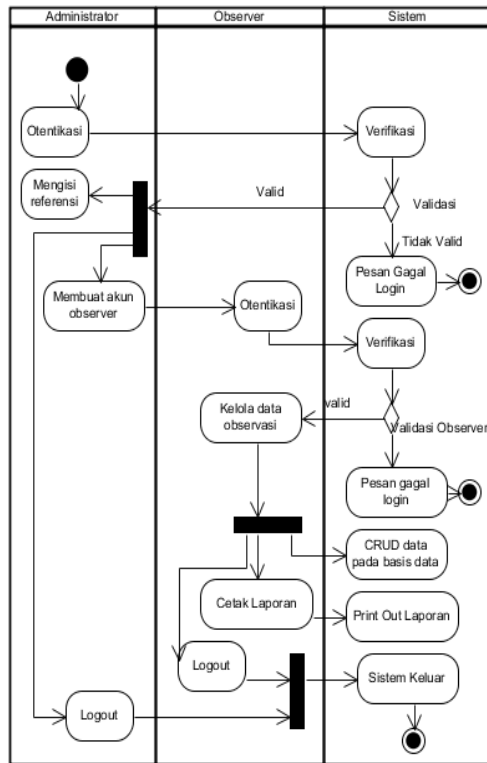 Administrator
Observer
Sistem
Otentikasi
Verifikasi
Mengisi
referensi
Valid
Validasi
Tidak Valid
Pesan Gagal
Login
Membuat akun
observer
Otentikasi
Verifikasi
Kelola data
observasi
valid
Validasi Observer
Pesan gagal
login
CRUD data
pada basis data
Cetak Laporan
Print Out Laporan
Logout
Sistem Keluar
Logout